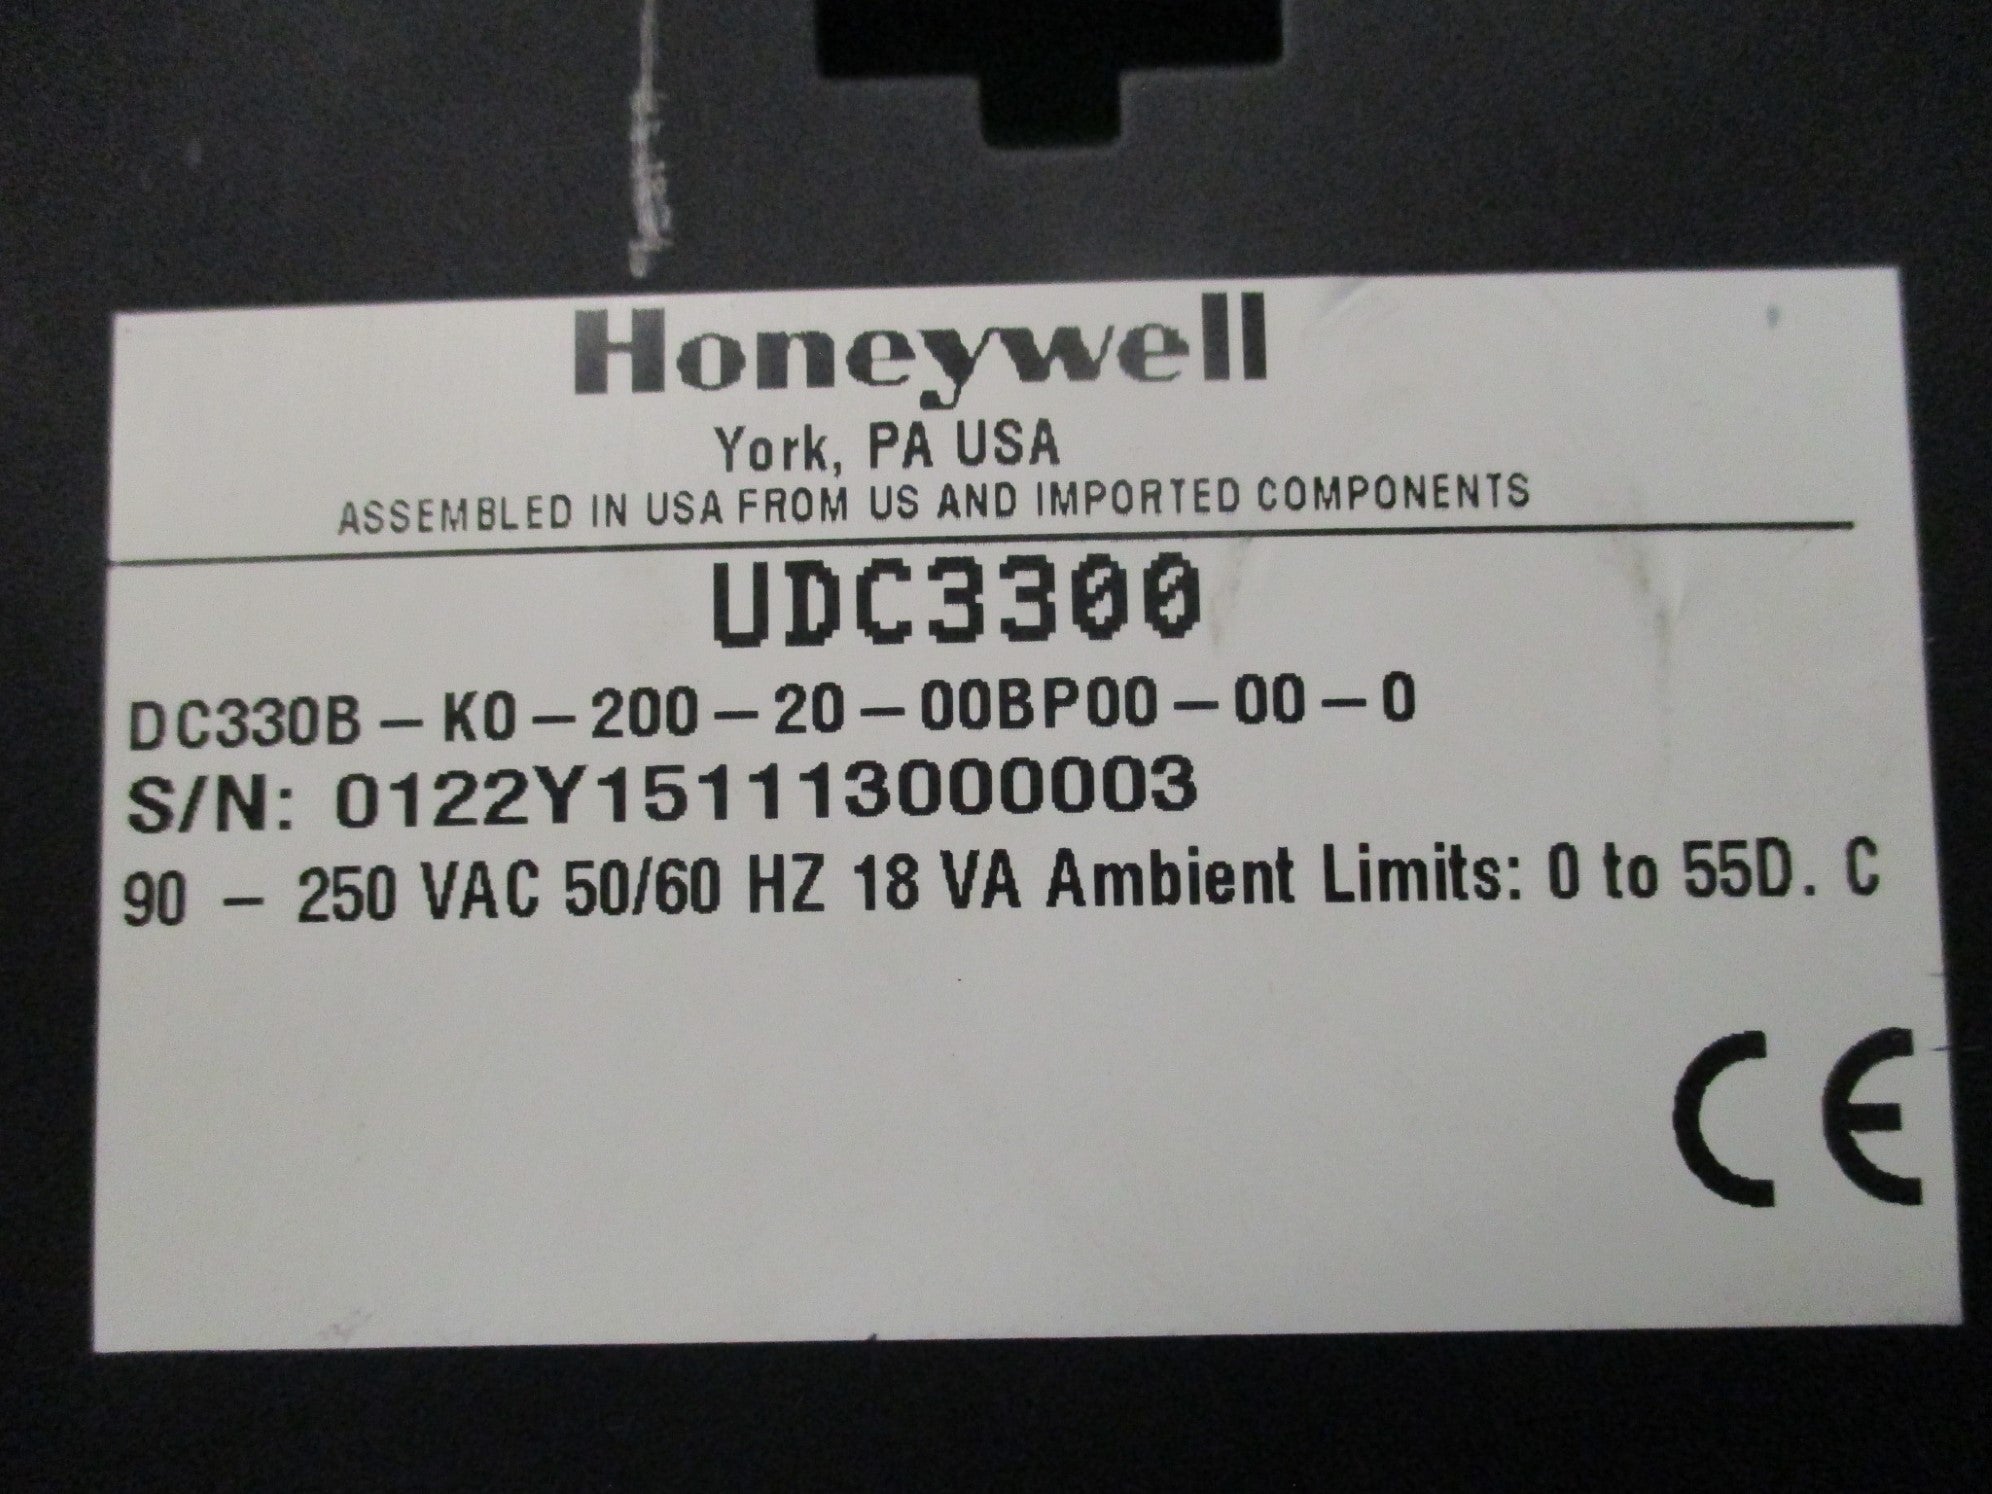 Honeywell
York, PA USA
ASSEMBLED IN USA FROM US AND IMPORTED COMPONENTS
UDC3300
DC330B – K0 – 200 – 20 – 00BP00 – 00 – 0
S/N: 0122Y151113000003
90 – 250 VAC 50/60 HZ 18 VA Ambient Limits: 0 to 55D. C
CE